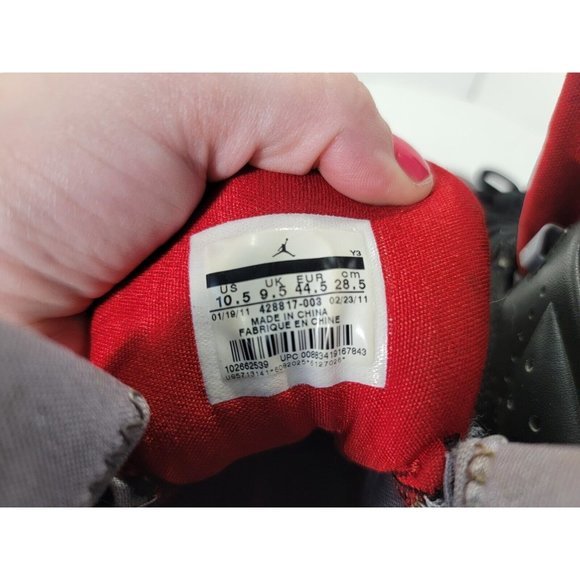 Y3
US UK EUR cm
10.5 9.5 44.5 28.5
01/19/11 428817-003 02/23/11
MADE IN CHINA
FABRIQUE EN CHINE
102662539 UPC 00883419167843